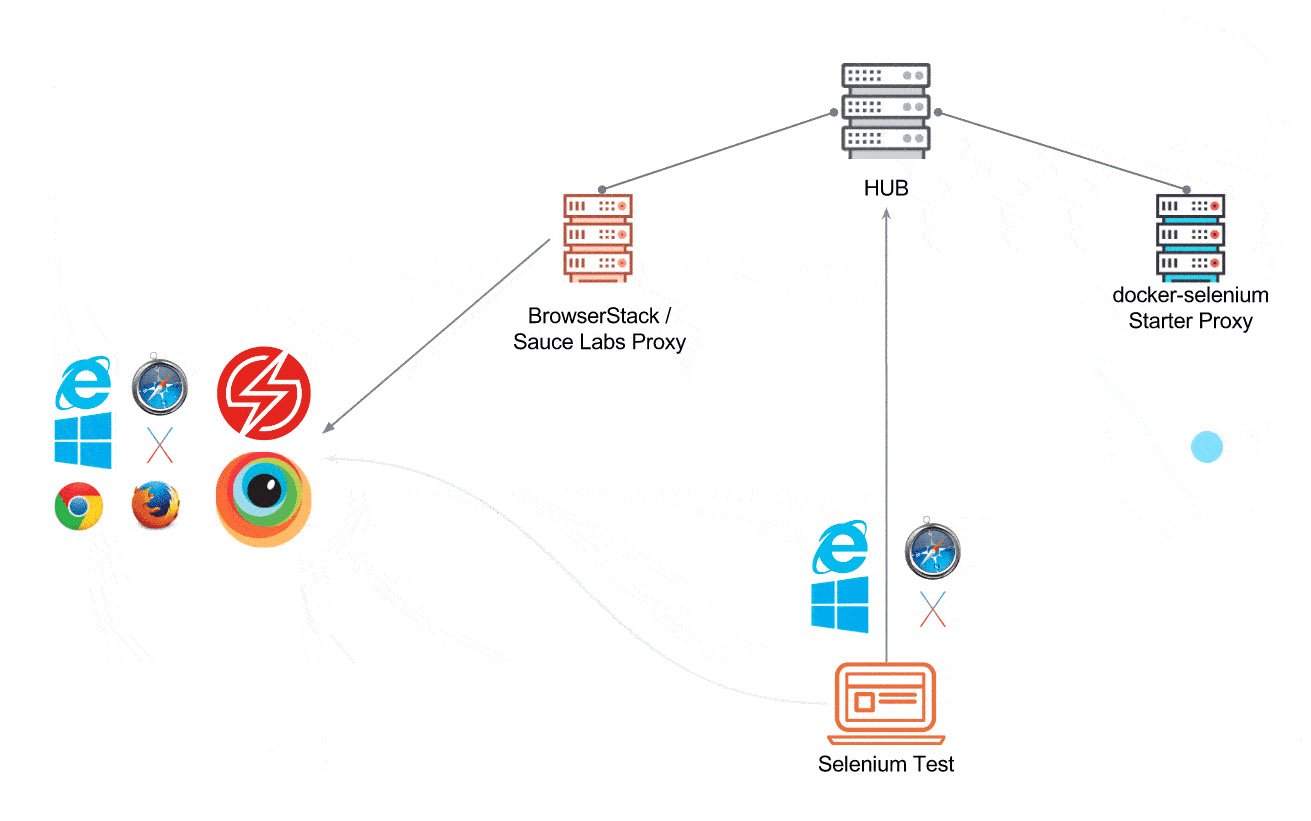 HUB
BrowserStack /
Sauce Labs Proxy
docker-selenium
Starter Proxy
Selenium Test